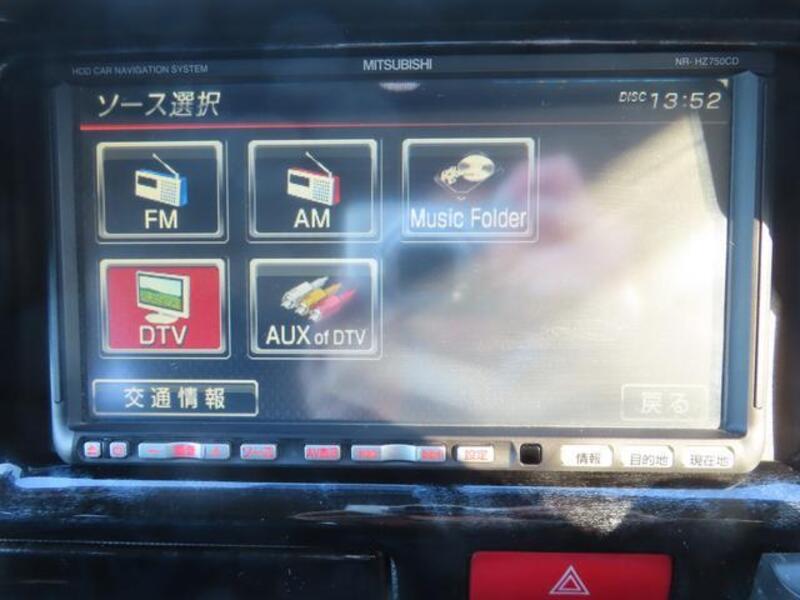 HDD CAR NAVIGATION SYSTEM MITSUBISHI NR-HZ750CD
ソース選択 DISC 13:52
FM AM Music Folder
DTV AUX of DTV
交通情報 戻る
ソース 設定 情報 目的地 現在地